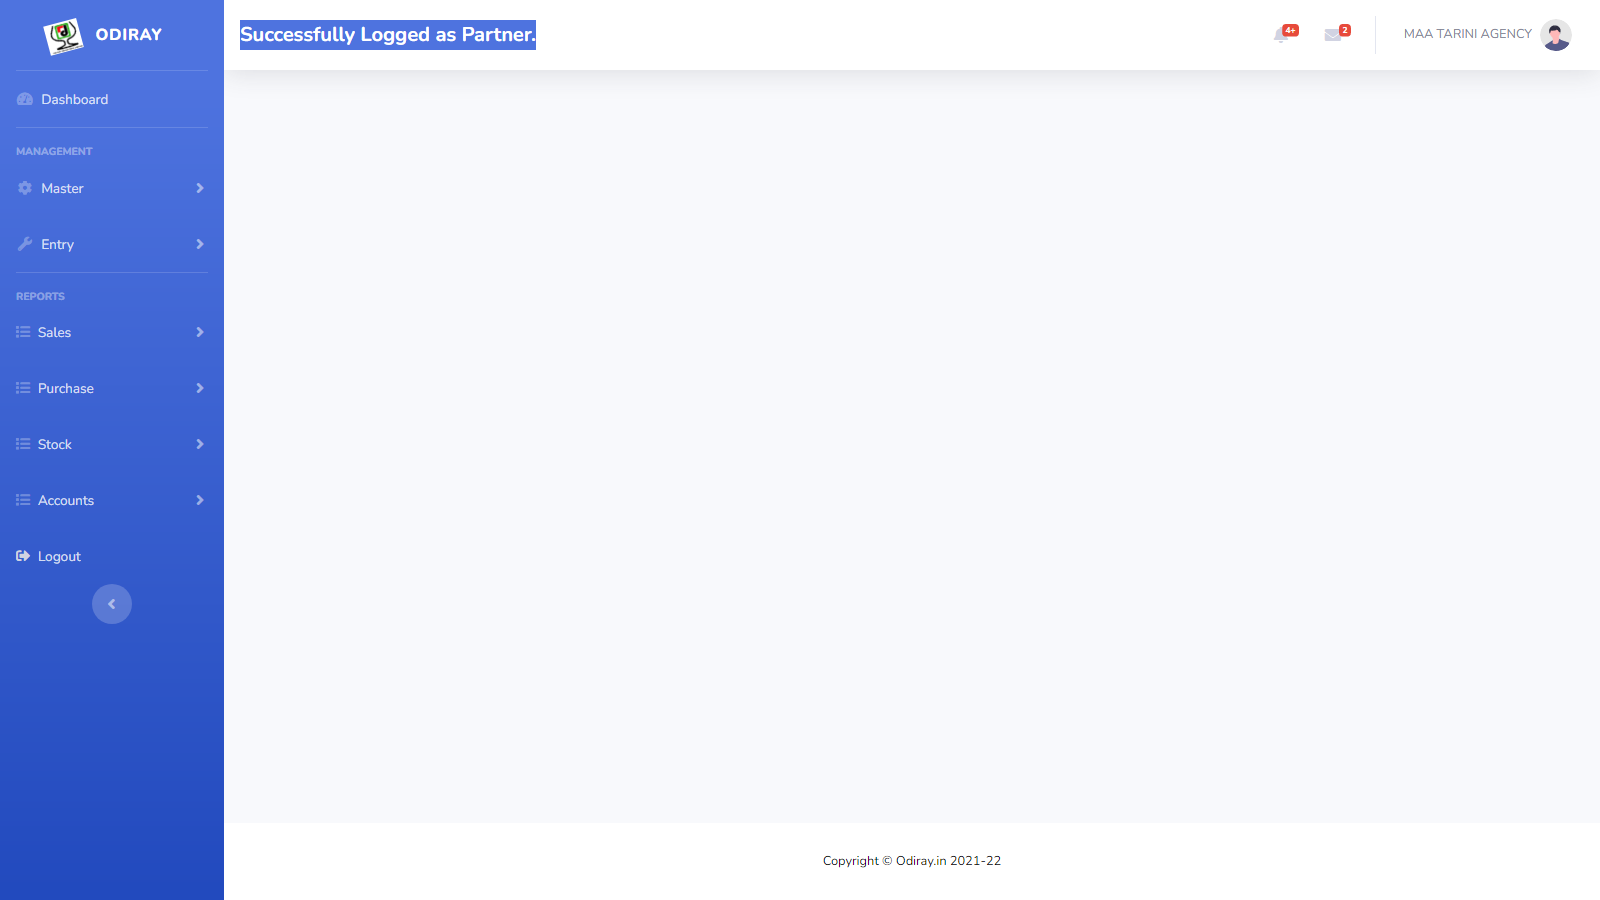 ODIRAY
Successfully Logged as Partner.
4+
2
MAA TARINI AGENCY
Dashboard
MANAGEMENT
Master
Entry
REPORTS
Sales
Purchase
Stock
Accounts
Logout
Copyright © Odiray.in 2021-22